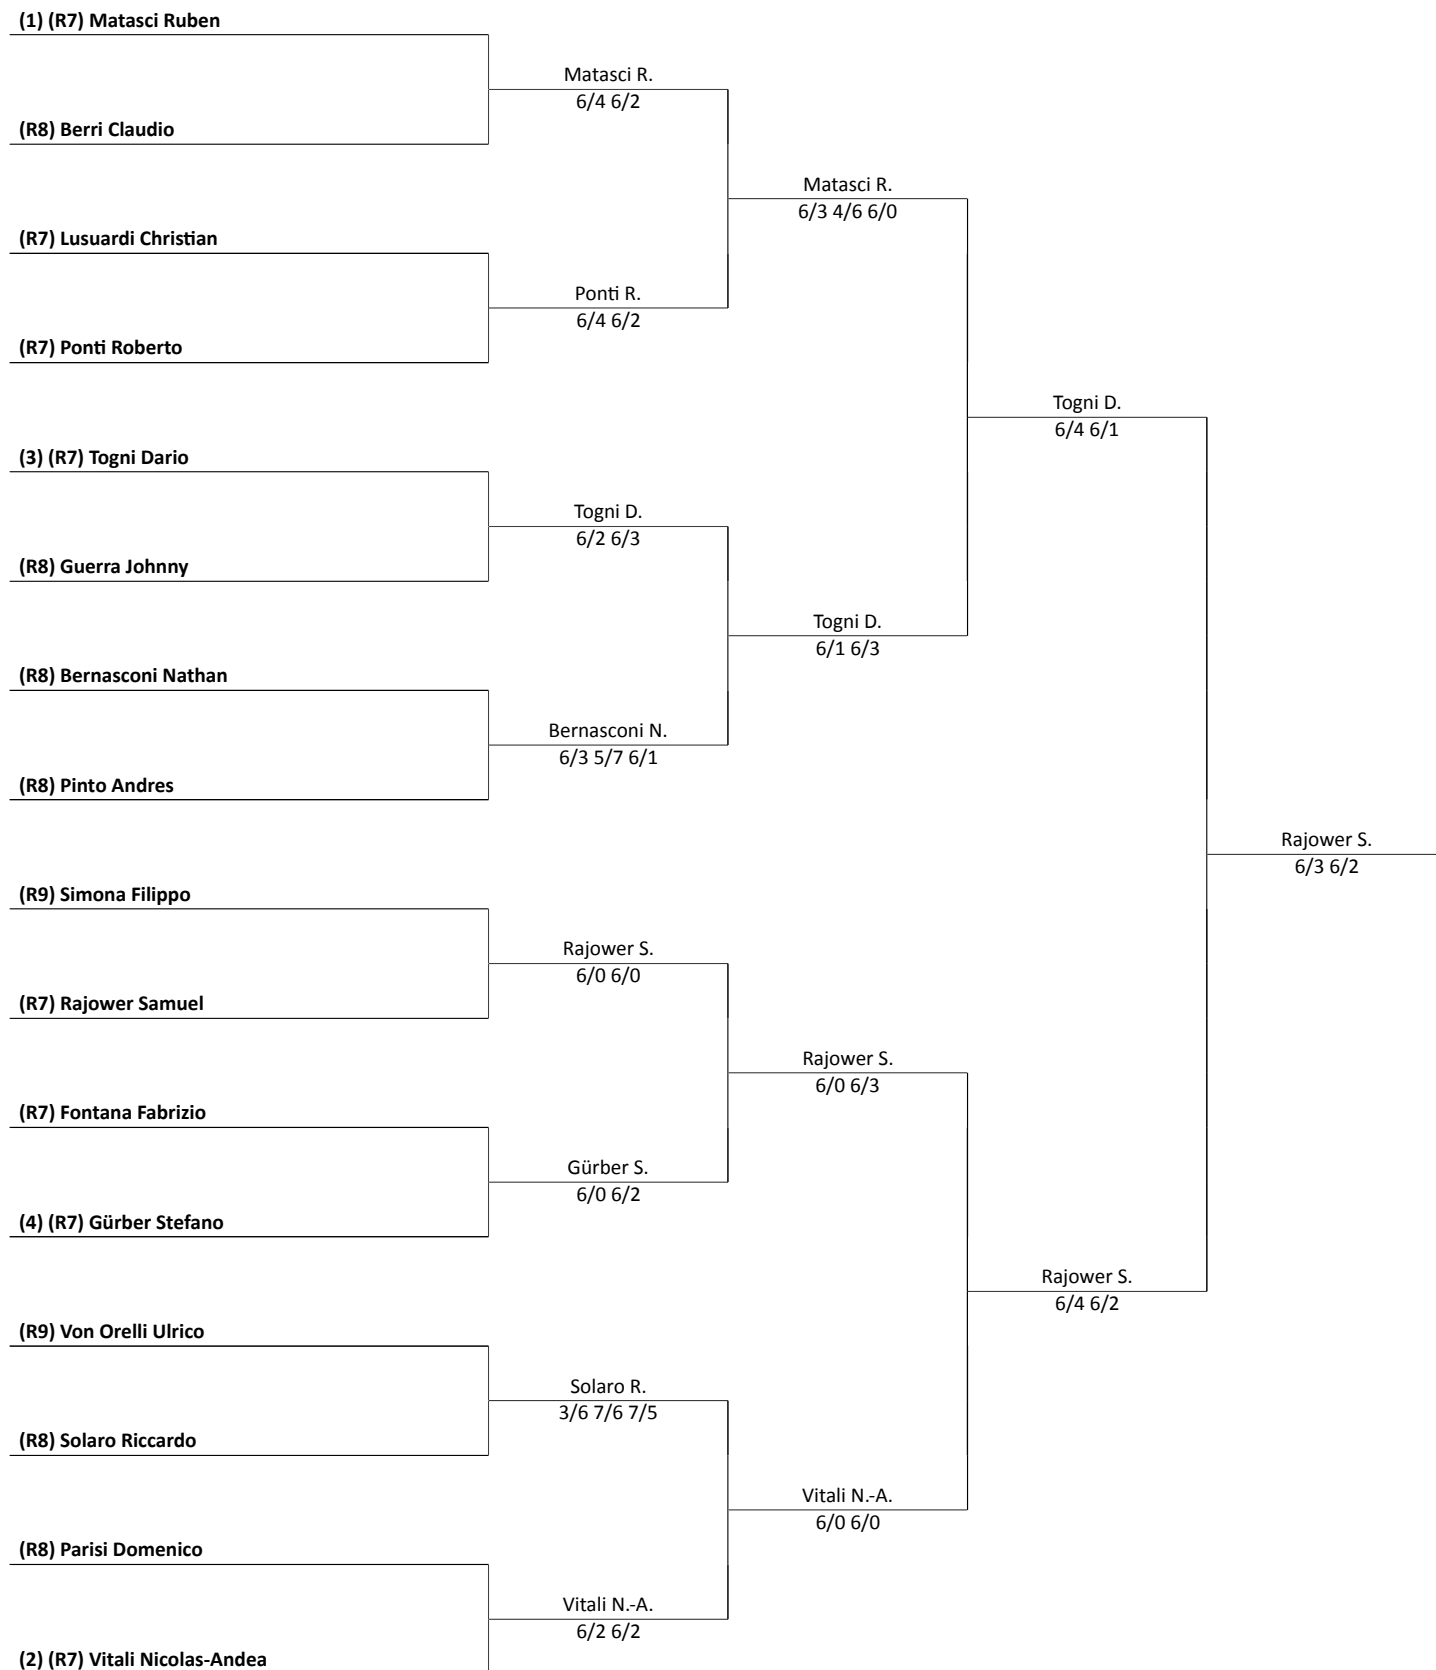 (1) (R7) Matasci Ruben
Matasci R.
6/4 6/2
(R8) Berri Claudio
Matasci R.
6/3 4/6 6/0
(R7) Lusuardi Christian
Ponti R.
6/4 6/2
(R7) Ponti Roberto
Togni D.
6/4 6/1
(3) (R7) Togni Dario
Togni D.
6/2 6/3
(R8) Guerra Johnny
Togni D.
6/1 6/3
(R8) Bernasconi Nathan
Bernasconi N.
6/3 5/7 6/1
(R8) Pinto Andres
Rajower S.
6/3 6/2
(R9) Simona Filippo
Rajower S.
6/0 6/0
(R7) Rajower Samuel
Rajower S.
6/0 6/3
(R7) Fontana Fabrizio
Gürber S.
6/0 6/2
(4) (R7) Gürber Stefano
Rajower S.
6/4 6/2
(R9) Von Orelli Ulrico
Solaro R.
3/6 7/6 7/5
(R8) Solaro Riccardo
Vitali N.-A.
6/0 6/0
(R8) Parisi Domenico
Vitali N.-A.
6/2 6/2
(2) (R7) Vitali Nicolas-Andea